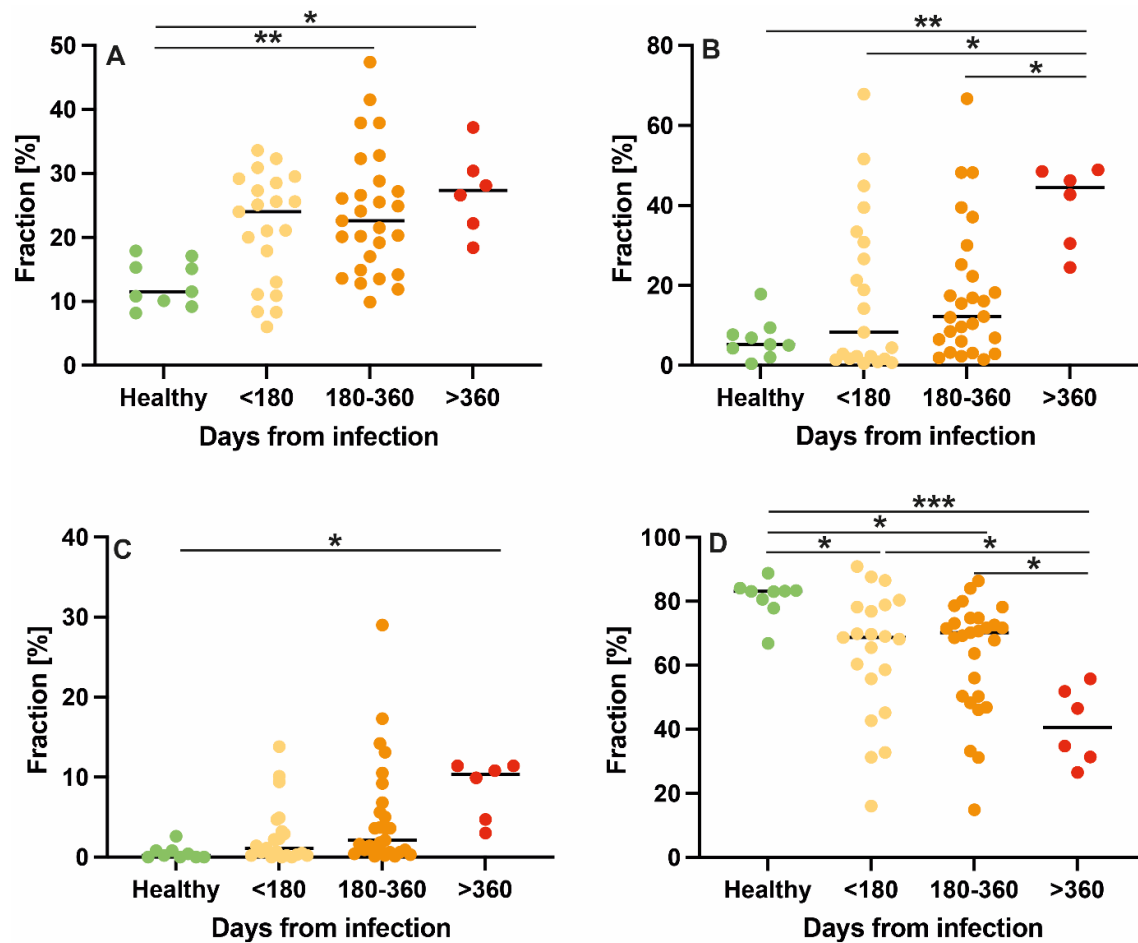 *
**
A
50
40
30
20
10
0
Fraction [%]
Healthy <180 180-360 >360
Days from infection
**
*
*
B
80
60
40
20
0
Fraction [%]
Healthy <180 180-360 >360
Days from infection
*
C
40
30
20
10
0
Fraction [%]
Healthy <180 180-360 >360
Days from infection
***
*
* *
*
D
100
80
60
40
20
0
Fraction [%]
Healthy <180 180-360 >360
Days from infection